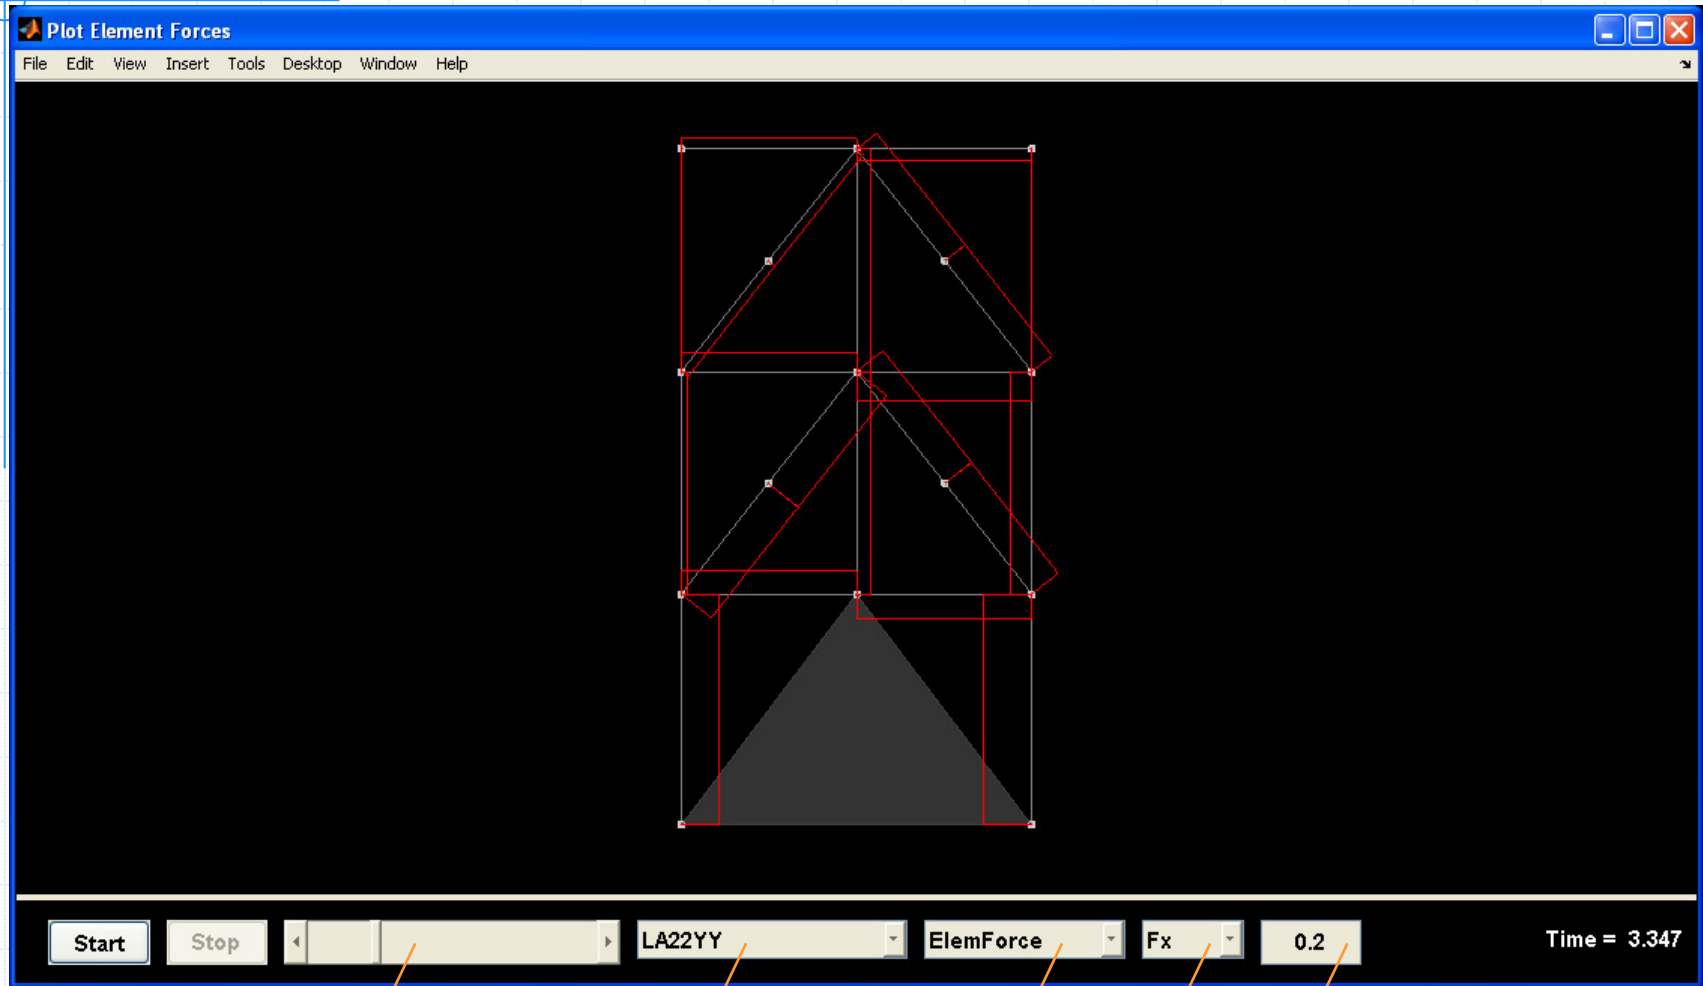 Plot Element Forces
File Edit View Insert Tools Desktop Window Help
Start Stop LA22YY ElemForce Fx 0.2 Time = 3.347